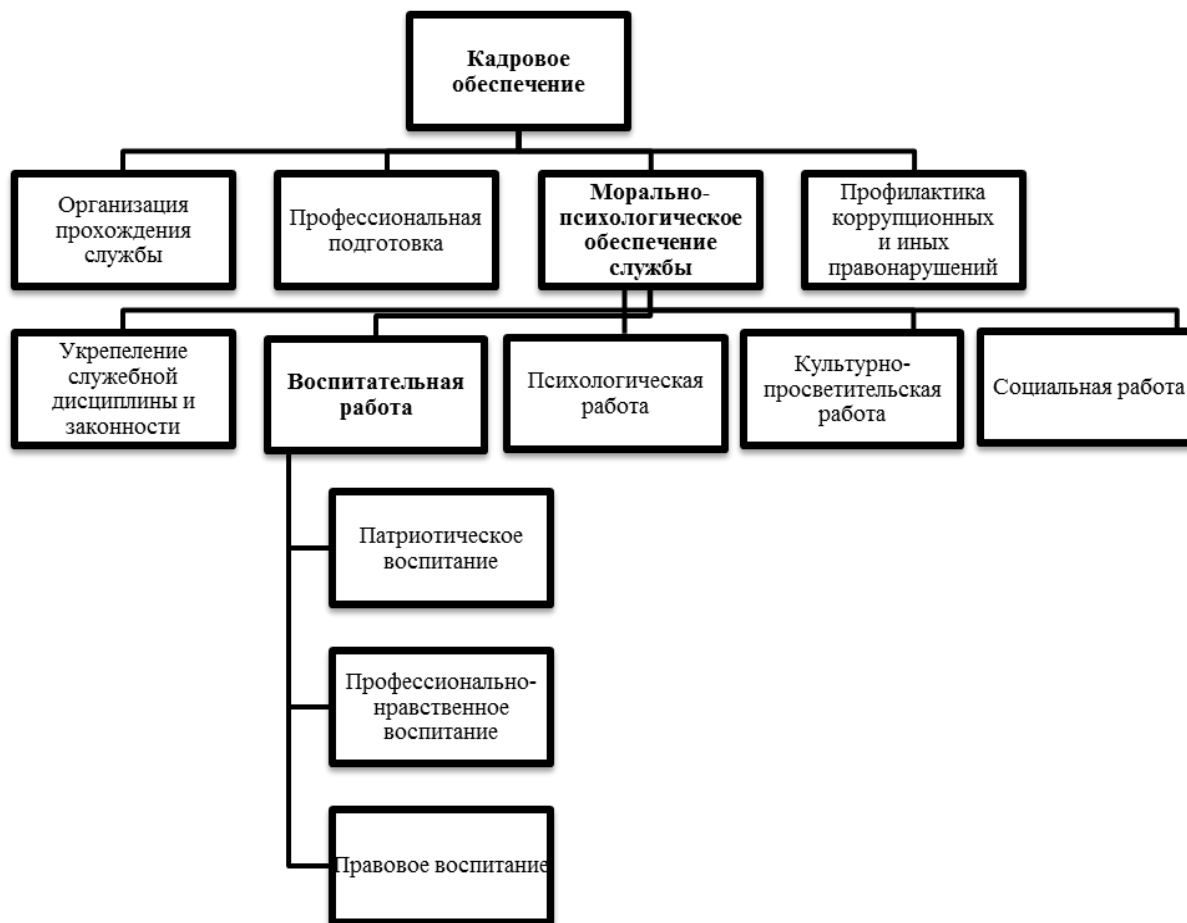 Кадровое
обеспечение
Организация
прохождения
службы
Профессиональная
подготовка
Морально-
психологическое
обеспечение
службы
Профилактика
коррупционных
и иных
правонарушений
Укрепеление
служебной
дисциплины и
законности
Воспитательная
работа
Психологическая
работа
Культурно-
просветительская
работа
Социальная работа
Патриотическое
воспитание
Профессионально-
нравственное
воспитание
Правовое воспитание